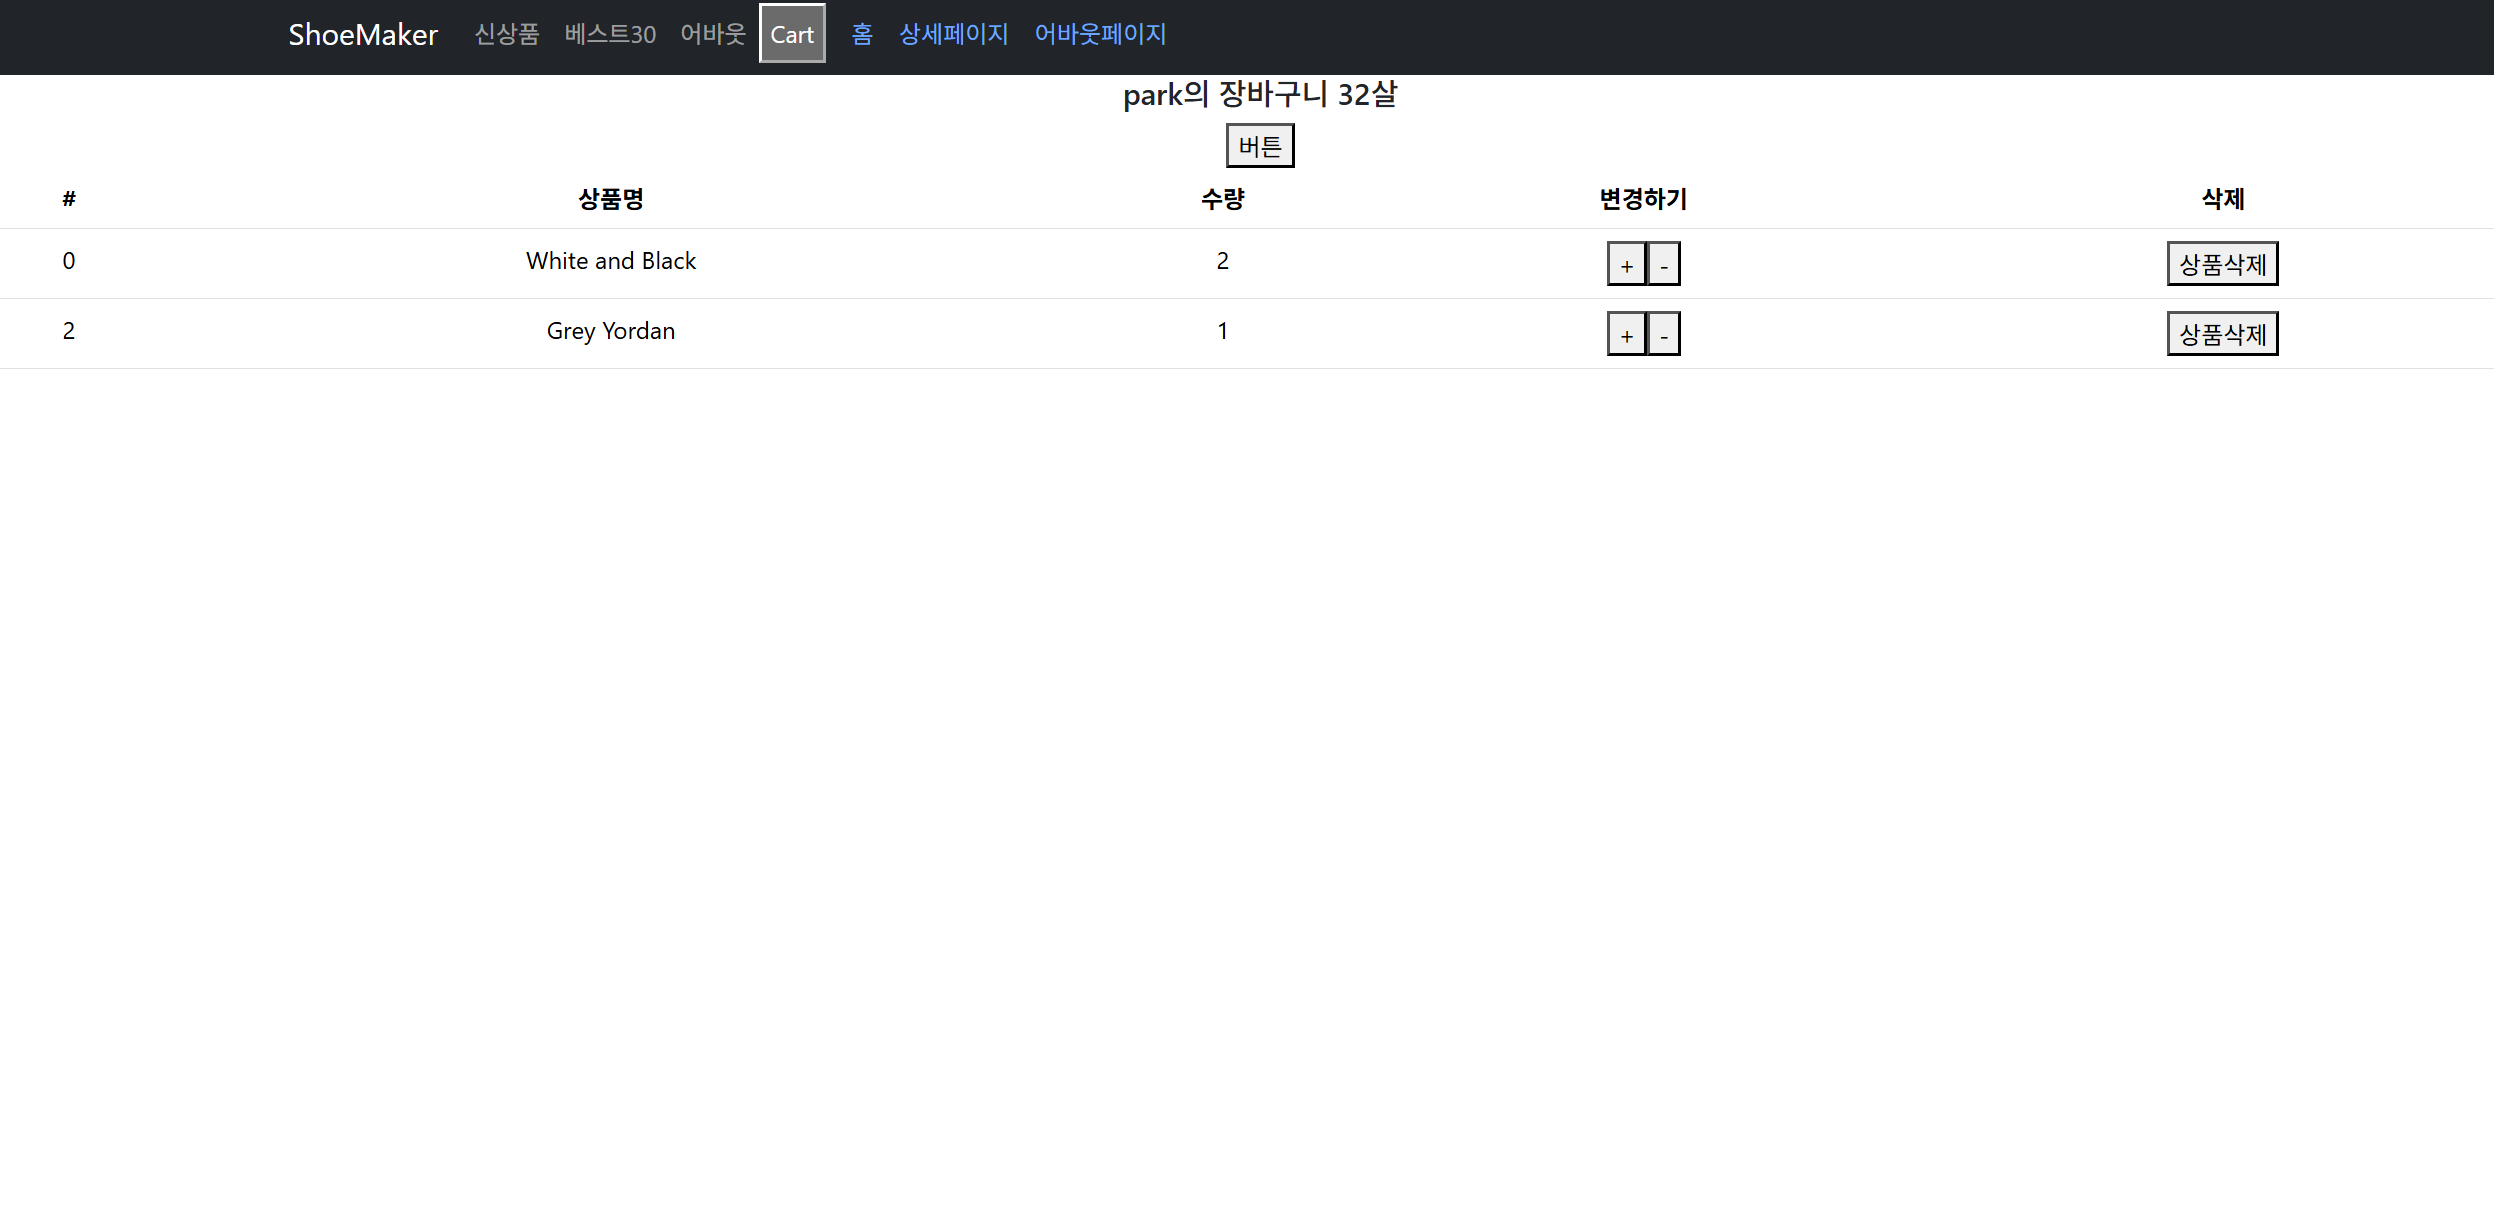 ShoeMaker 신상품 베스트30 어바웃 Cart 홈 상세페이지 어바웃페이지
park의 장바구니 32살
버튼
# 상품명 수량 변경하기 삭제
0 White and Black 2 + - 상품삭제
2 Grey Yordan 1 + - 상품삭제